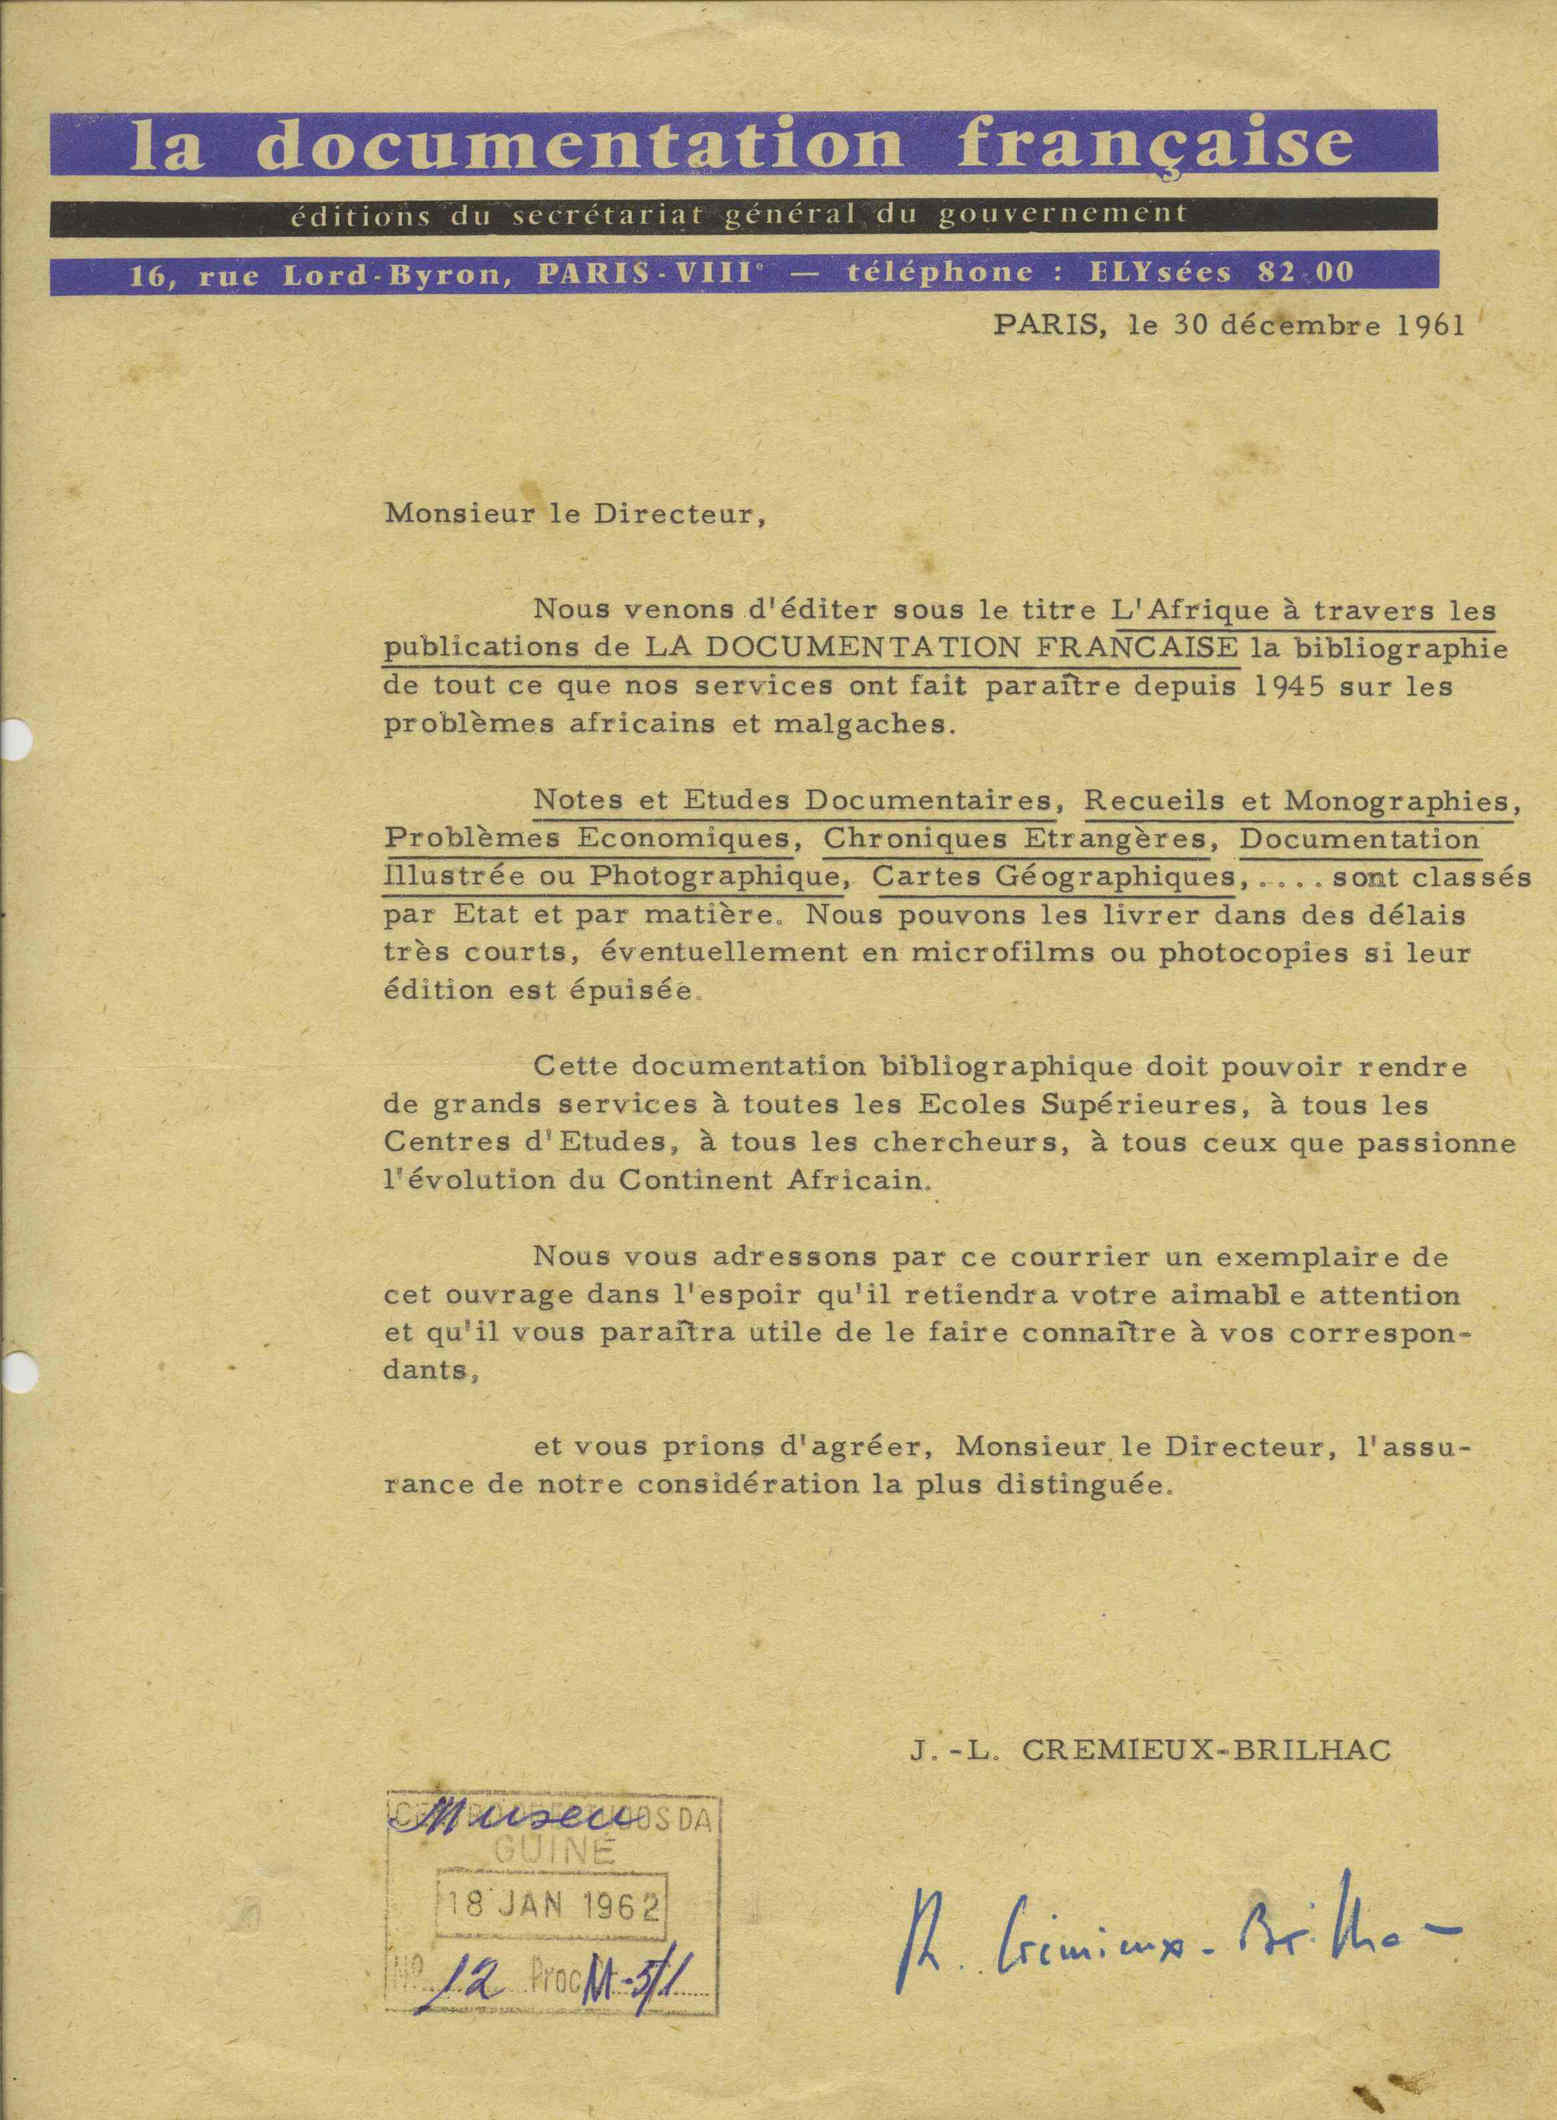 la documentation française
éditions du secrétariat général du gouvernement
16, rue Lord-Byron, PARIS-VIIIe — téléphone : ELYsées 82.00
PARIS, le 30 décembre 1961
Monsieur le Directeur,
Nous venons d'éditer sous le titre L'Afrique à travers les
publications de LA DOCUMENTATION FRANCAISE la bibliographie
de tout ce que nos services ont fait paraître depuis 1945 sur les
problèmes africains et malgaches.
Notes et Etudes Documentaires, Recueils et Monographies,
Problèmes Economiques, Chroniques Etrangères, Documentation
Illustrée ou Photographique, Cartes Géographiques,.... sont classés
par Etat et par matière. Nous pouvons les livrer dans des délais
très courts, éventuellement en microfilms ou photocopies si leur
édition est épuisée.
Cette documentation bibliographique doit pouvoir rendre
de grands services à toutes les Ecoles Supérieures, à tous les
Centres d'Etudes, à tous les chercheurs, à tous ceux que passionne
l'évolution du Continent Africain.
Nous vous adressons par ce courrier un exemplaire de
cet ouvrage dans l'espoir qu'il retiendra votre aimable attention
et qu'il vous paraîtra utile de le faire connaître à vos correspon-
dants,
et vous prions d'agréer, Monsieur le Directeur, l'assu-
rance de notre considération la plus distinguée.
J.-L. CREMIEUX-BRILHAC
Museu
DA
GUINÉ
18 JAN 1962
Nº 12 Proc M-5/1
Crémieux-Brilhac